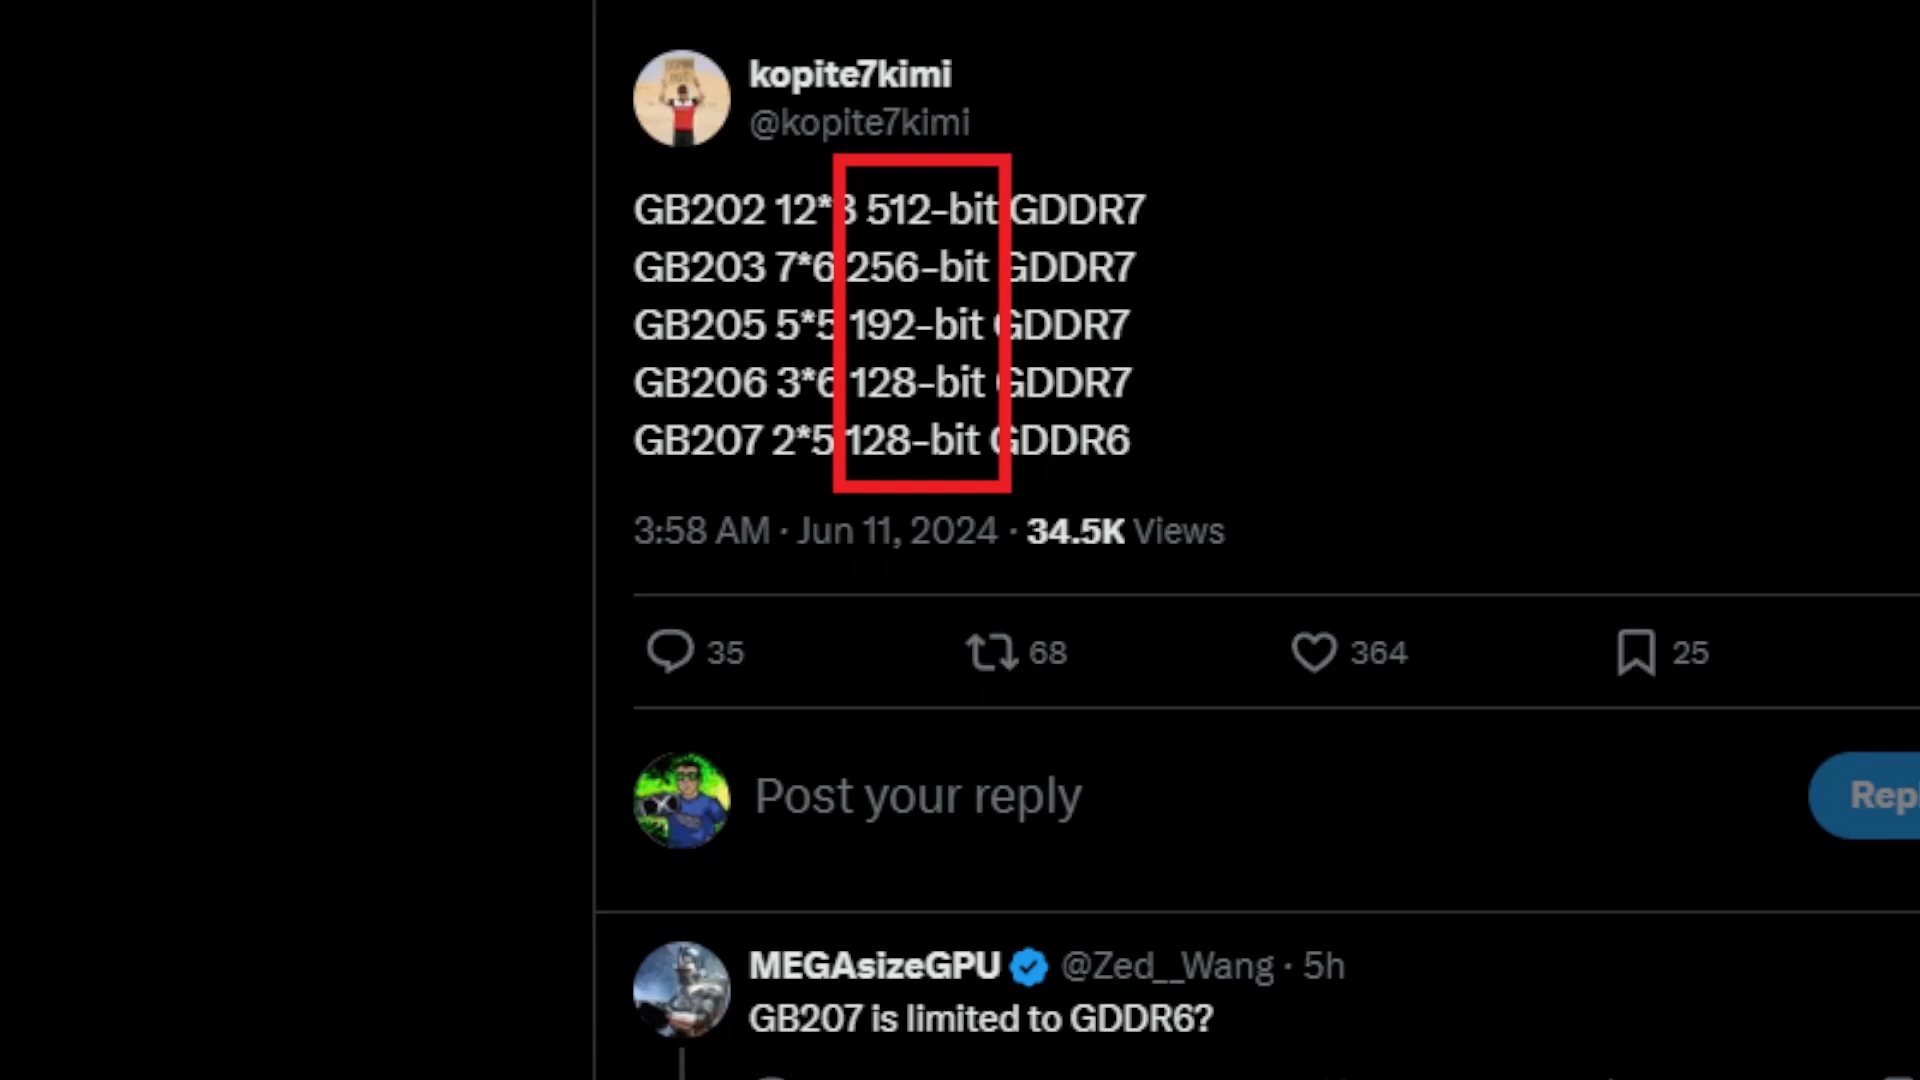 kopite7kimi
@kopite7kimi
GB202 12*8 512-bit GDDR7
GB203 7*6 256-bit GDDR7
GB205 5*5 192-bit GDDR7
GB206 3*6 128-bit GDDR7
GB207 2*5 128-bit GDDR6
3:58 AM · Jun 11, 2024 · 34.5K Views
35 68 364 25
Post your reply
MEGAsizeGPU @Zed__Wang · 5h
GB207 is limited to GDDR6?